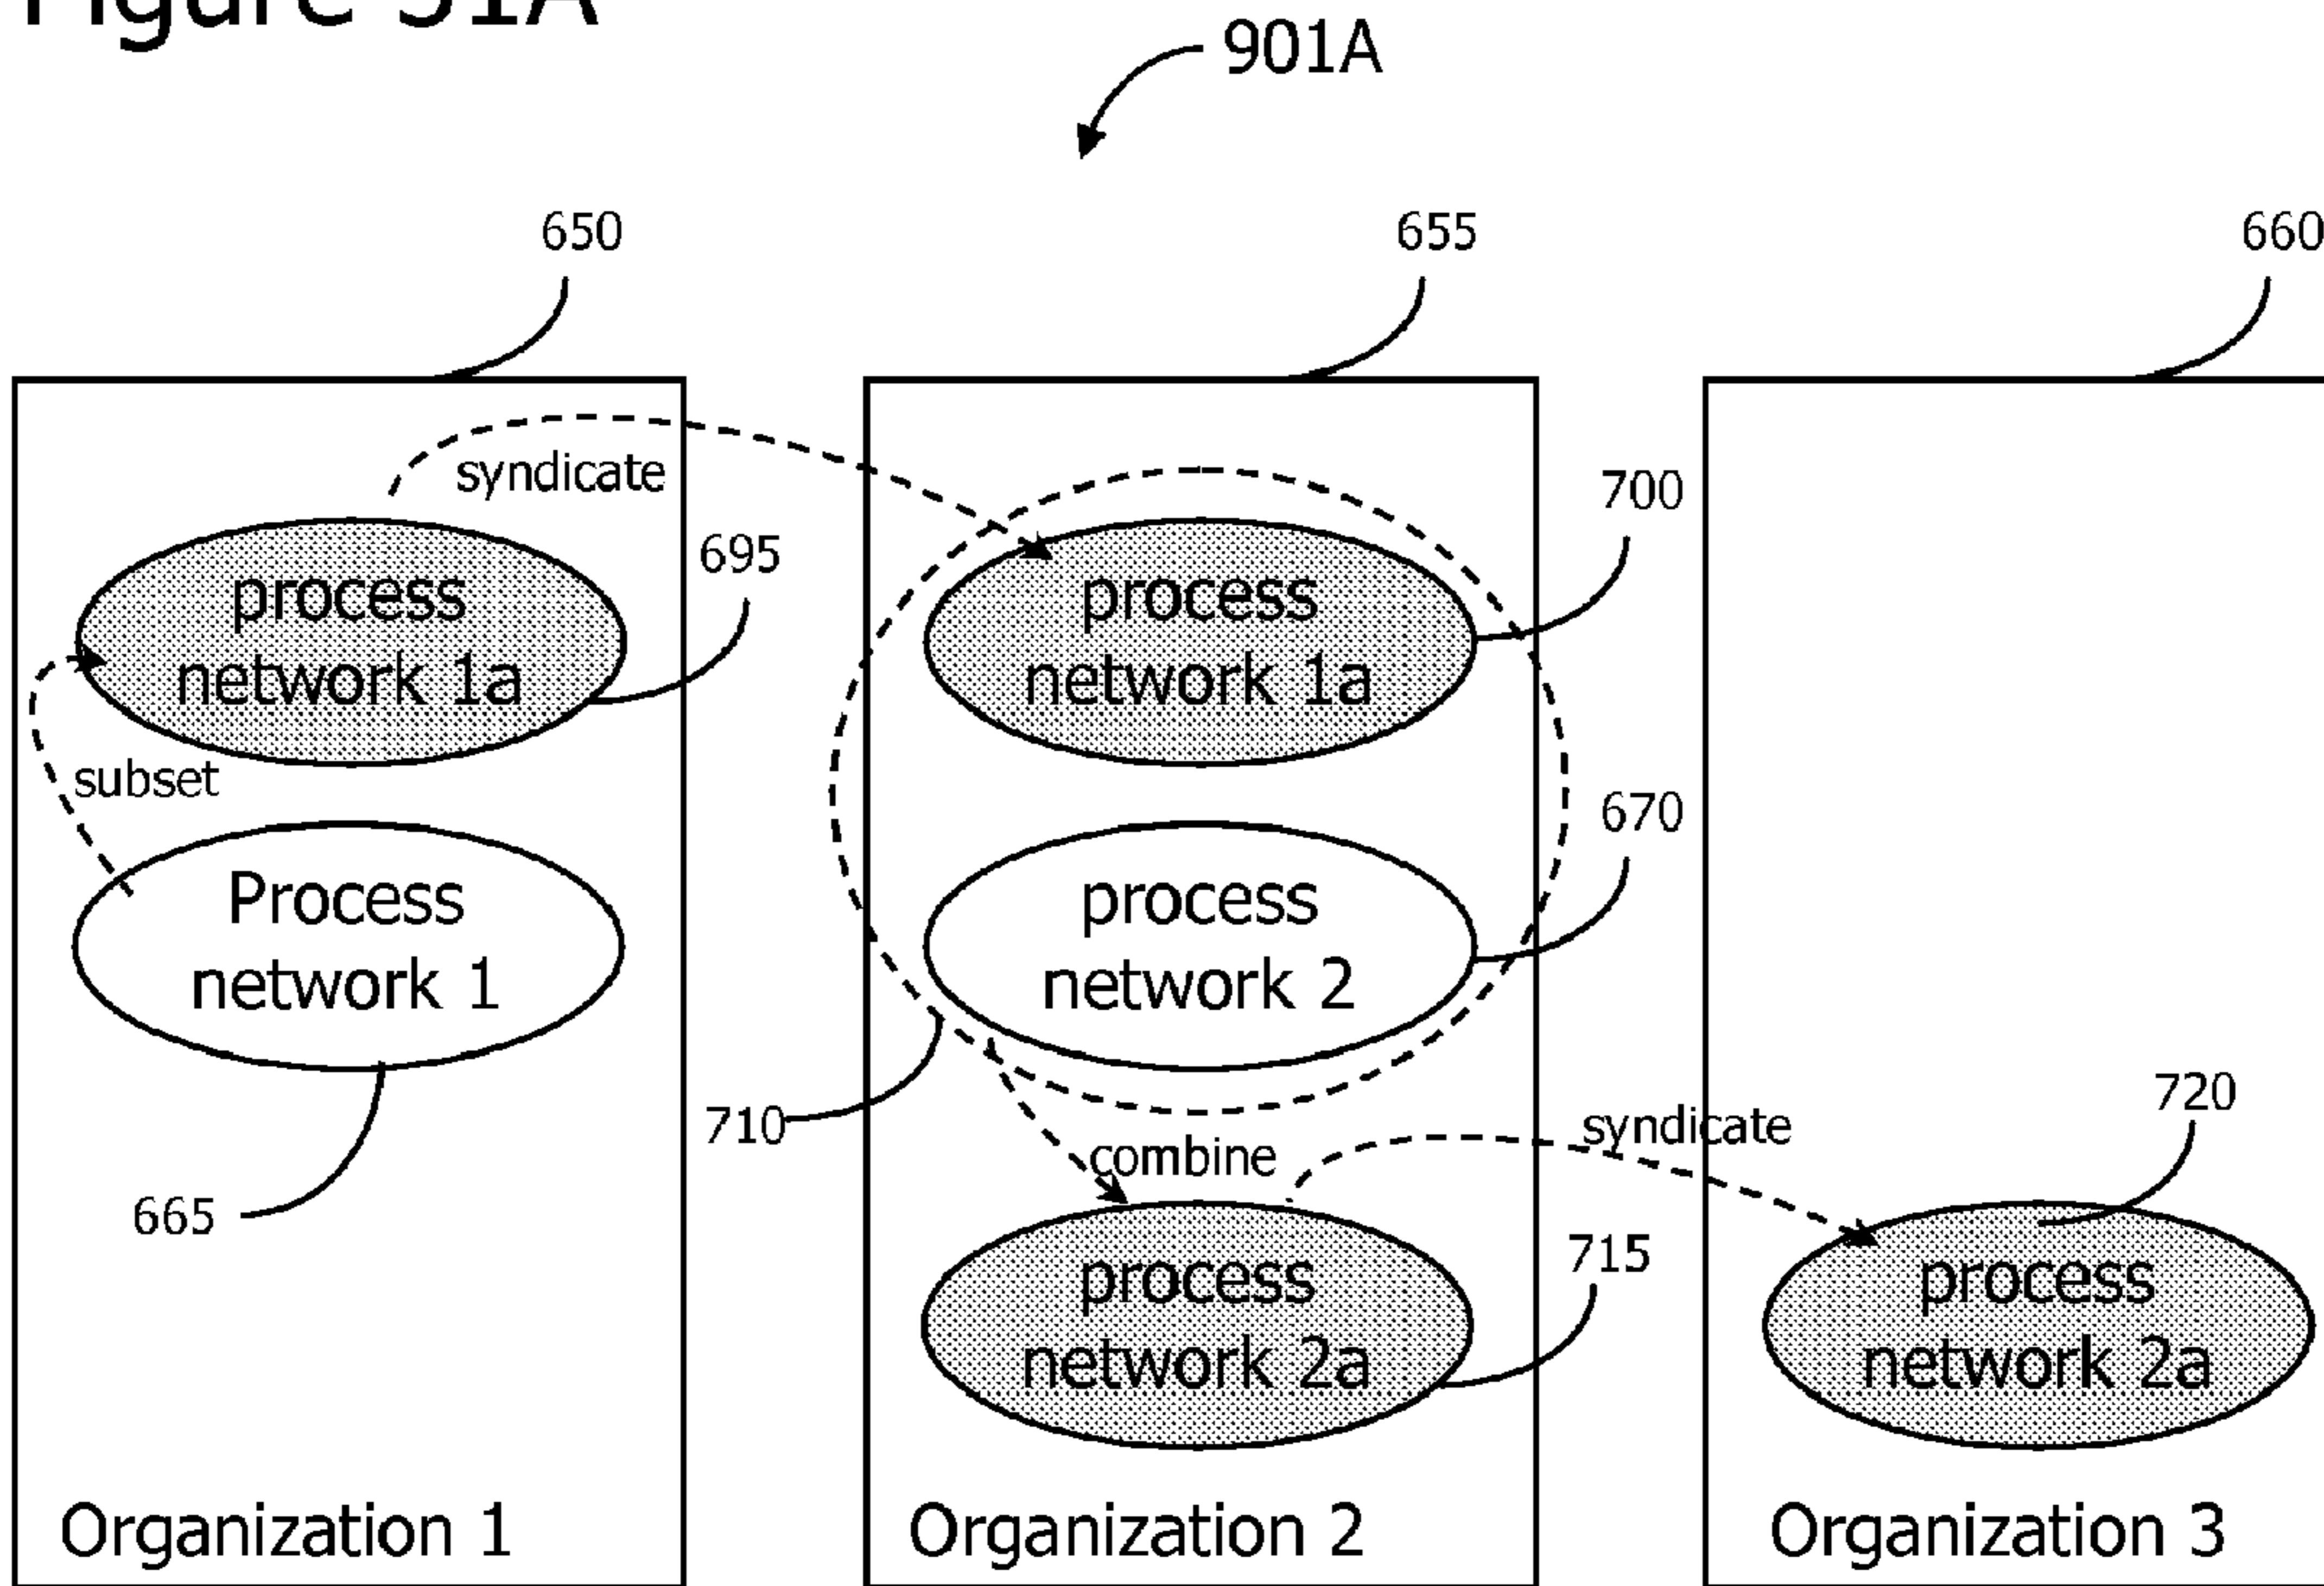 Figure 51A
901A
650
655
660
syndicate
700
695
process
network 1a
process
network 1a
subset
670
Process
network 1
process
network 2
710
combine
syndicate
720
665
715
process
network 2a
process
network 2a
Organization 1
Organization 2
Organization 3